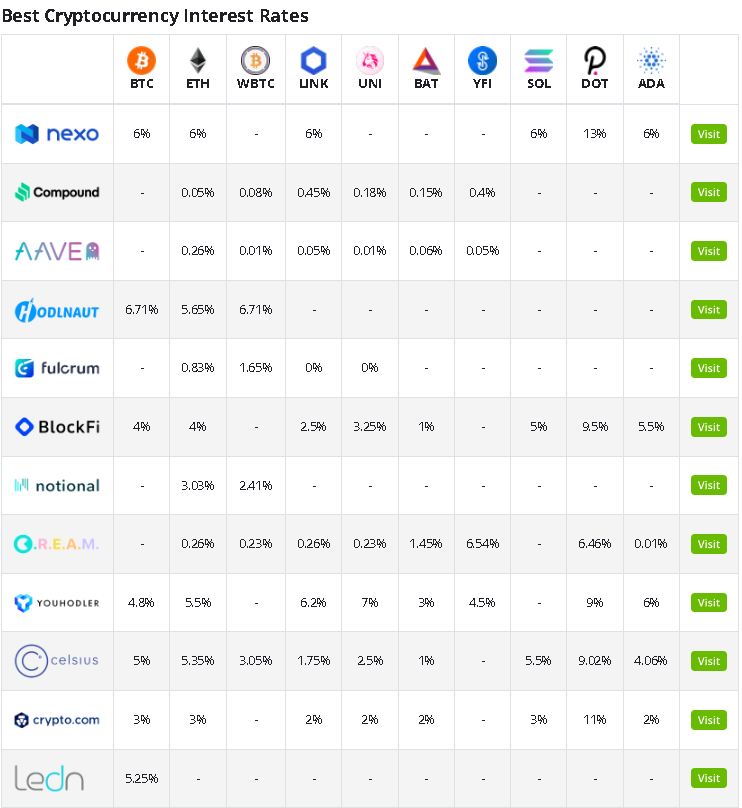 Best Cryptocurrency Interest Rates
BTC ETH WBTC LINK UNI BAT YFI SOL DOT ADA
nexo 6% 6% - 6% - - - 6% 13% 6% Visit
Compound - 0.05% 0.08% 0.45% 0.18% 0.15% 0.4% - - - Visit
AAVE - 0.26% 0.01% 0.05% 0.01% 0.06% 0.05% - - - Visit
HODLNAUT 6.71% 5.65% 6.71% - - - - - - - Visit
fulcrum - 0.83% 1.65% 0% 0% - - - - - Visit
BlockFi 4% 4% - 2.5% 3.25% 1% - 5% 9.5% 5.5% Visit
notional - 3.03% 2.41% - - - - - - - Visit
C.R.E.A.M. - 0.26% 0.23% 0.26% 0.23% 1.45% 6.54% - 6.46% 0.01% Visit
YOUHODLER 4.8% 5.5% - 6.2% 7% 3% 4.5% - 9% 6% Visit
celsius 5% 5.35% 3.05% 1.75% 2.5% 1% - 5.5% 9.02% 4.06% Visit
crypto.com 3% 3% - 2% 2% 2% - 3% 11% 2% Visit
Ledn 5.25% - - - - - - - - - Visit